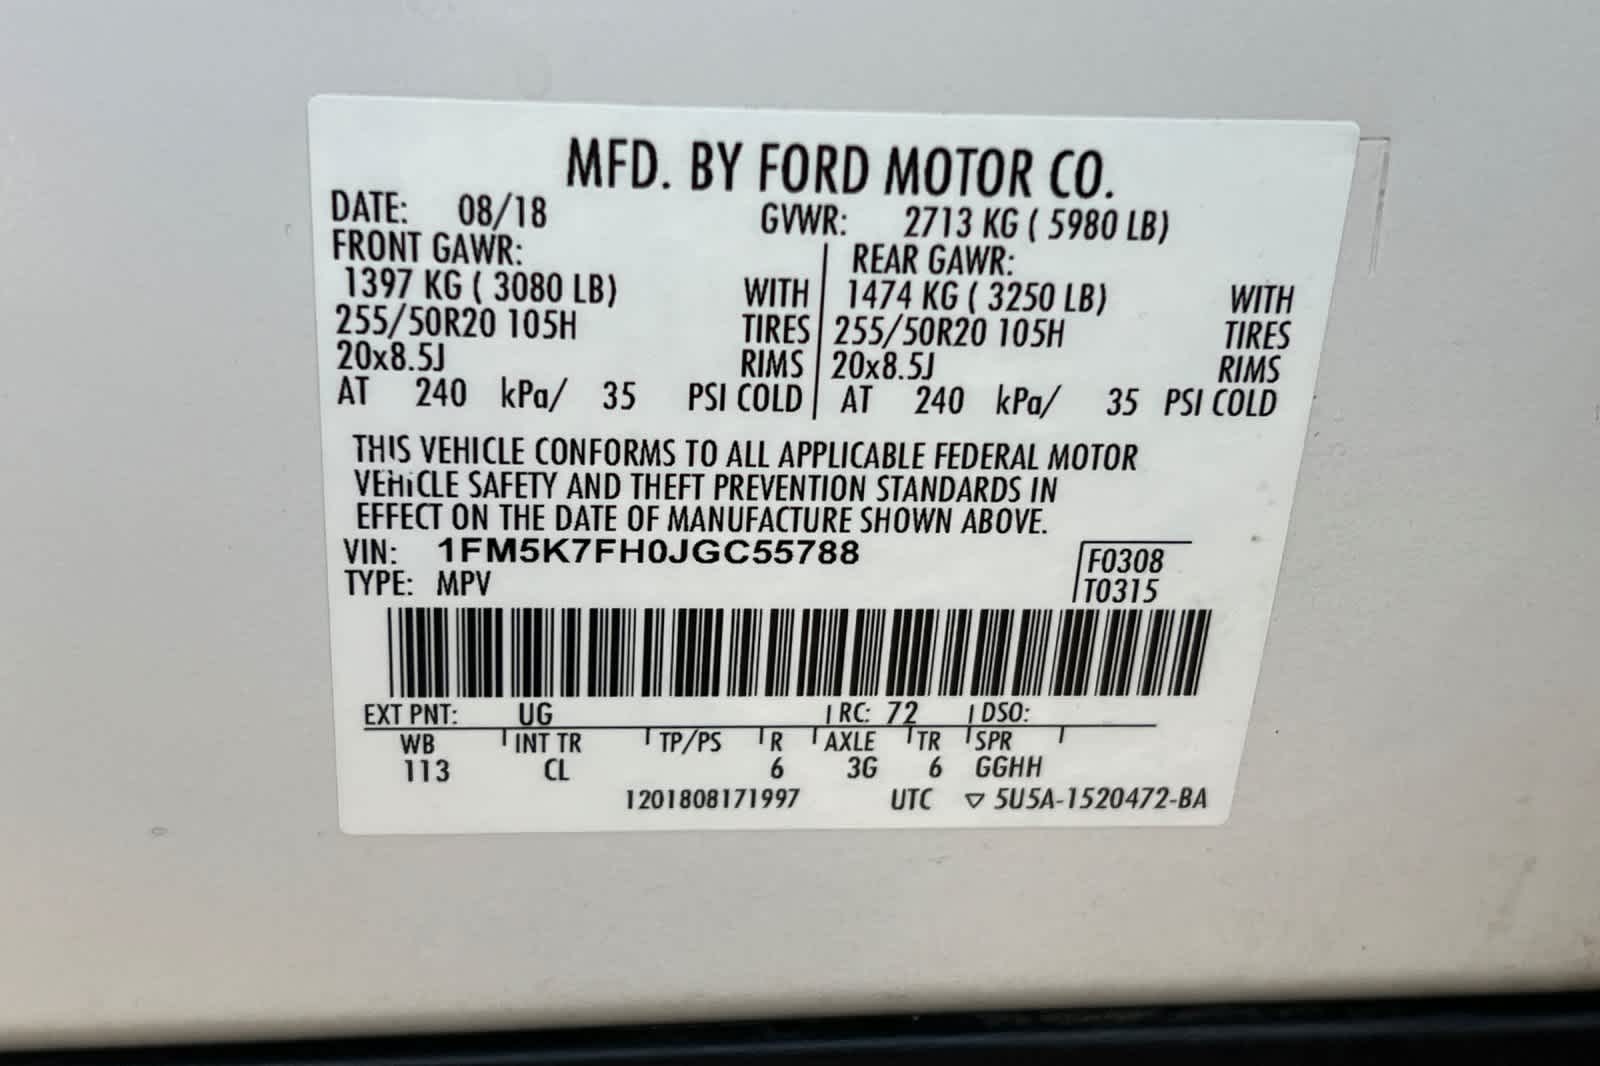 MFD. BY FORD MOTOR CO.
DATE: 08/18 GVWR: 2713 KG ( 5980 LB)
FRONT GAWR: REAR GAWR:
1397 KG ( 3080 LB) WITH 1474 KG ( 3250 LB) WITH
255/50R20 105H TIRES 255/50R20 105H TIRES
20x8.5J RIMS 20x8.5J RIMS
AT 240 kPa/ 35 PSI COLD AT 240 kPa/ 35 PSI COLD
THIS VEHICLE CONFORMS TO ALL APPLICABLE FEDERAL MOTOR
VEHICLE SAFETY AND THEFT PREVENTION STANDARDS IN
EFFECT ON THE DATE OF MANUFACTURE SHOWN ABOVE.
VIN: 1FM5K7FH0JGC55788 F0308
TYPE: MPV T0315
EXT PNT: UG RC: 72 DSO:
WB INT TR TP/PS R AXLE TR SPR
113 CL 6 3G 6 GGHH
1201808171997 UTC ▽ 5U5A-1520472-BA